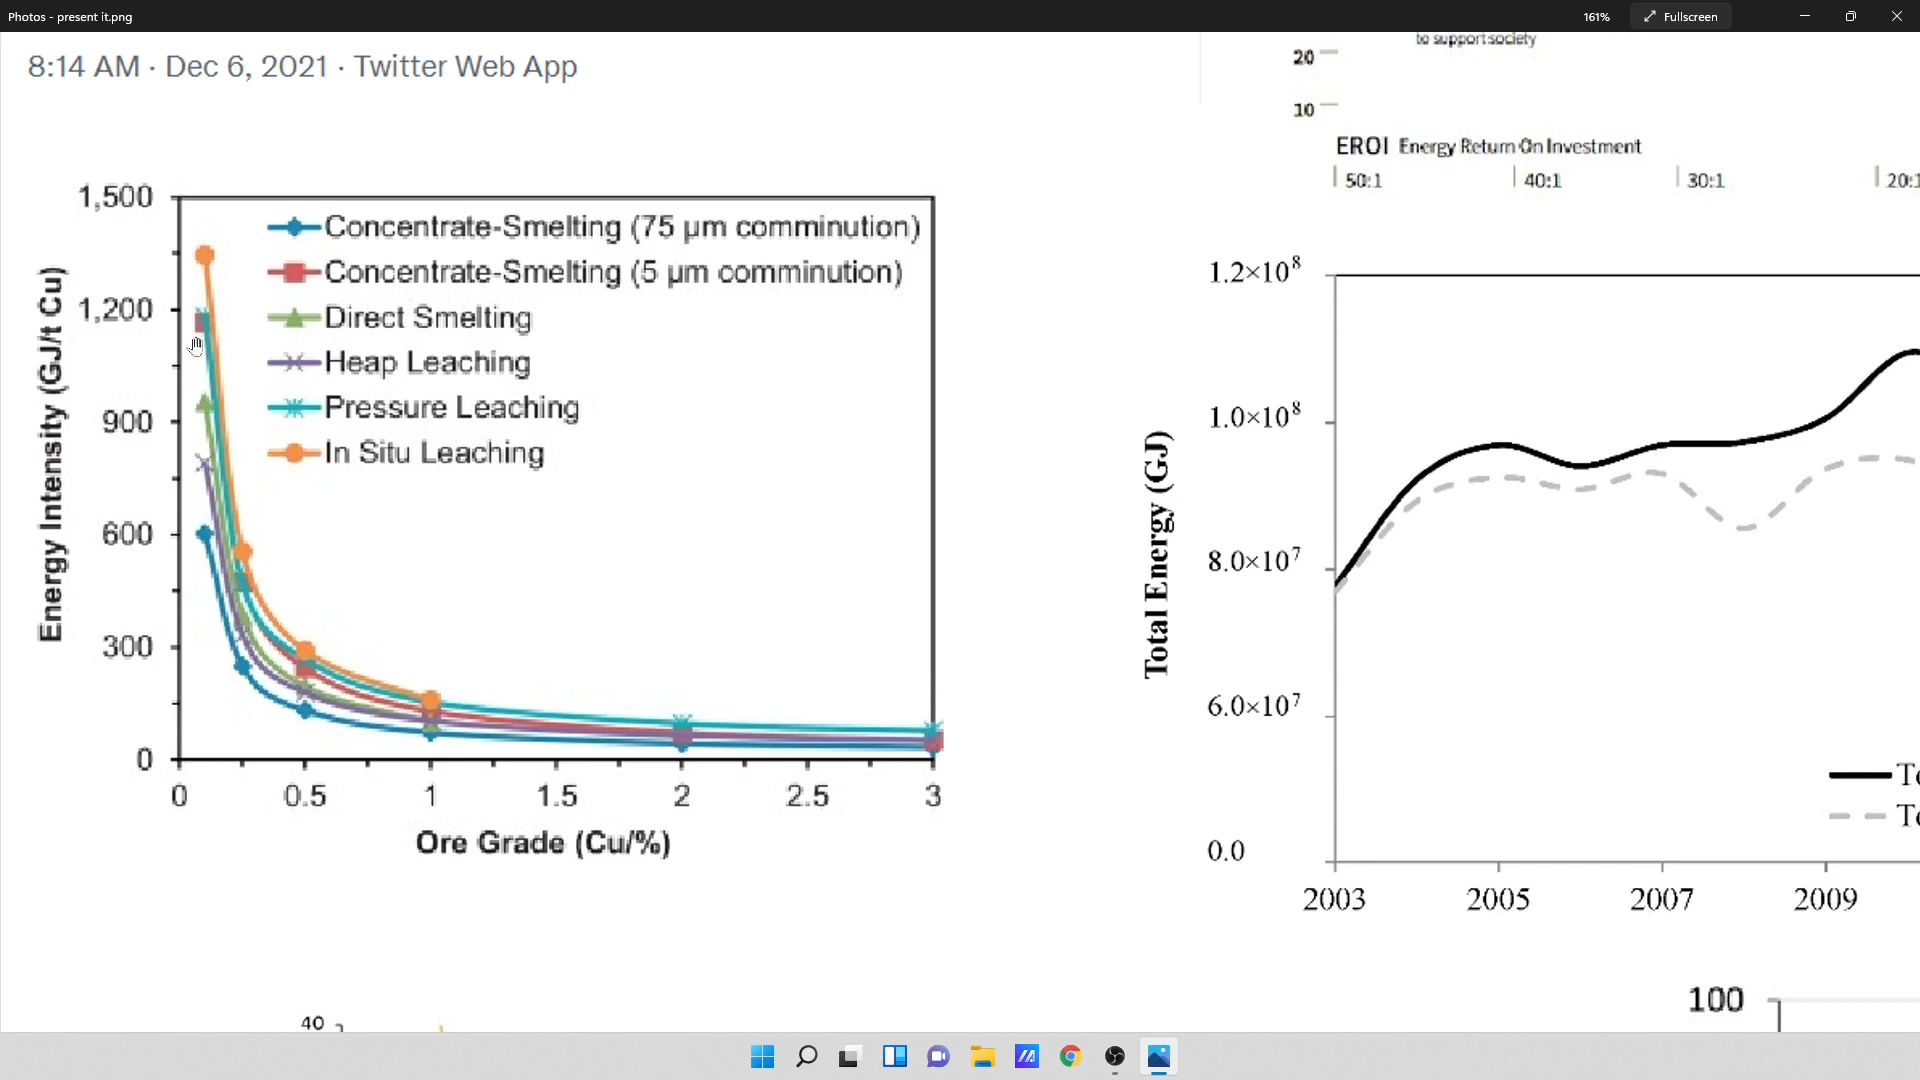 Photos - present it.png
161%
Fullscreen
8:14 AM · Dec 6, 2021 · Twitter Web App
to support society
20
10
EROI Energy Return On Investment
50:1 40:1 30:1 20:1
1,500
1,200
900
600
300
0
Energy Intensity (GJ/t Cu)
Concentrate-Smelting (75 µm comminution)
Concentrate-Smelting (5 µm comminution)
Direct Smelting
Heap Leaching
Pressure Leaching
In Situ Leaching
0 0.5 1 1.5 2 2.5 3
Ore Grade (Cu/%)
1.2×10⁸
1.0×10⁸
8.0×10⁷
6.0×10⁷
0.0
Total Energy (GJ)
2003 2005 2007 2009
40
100